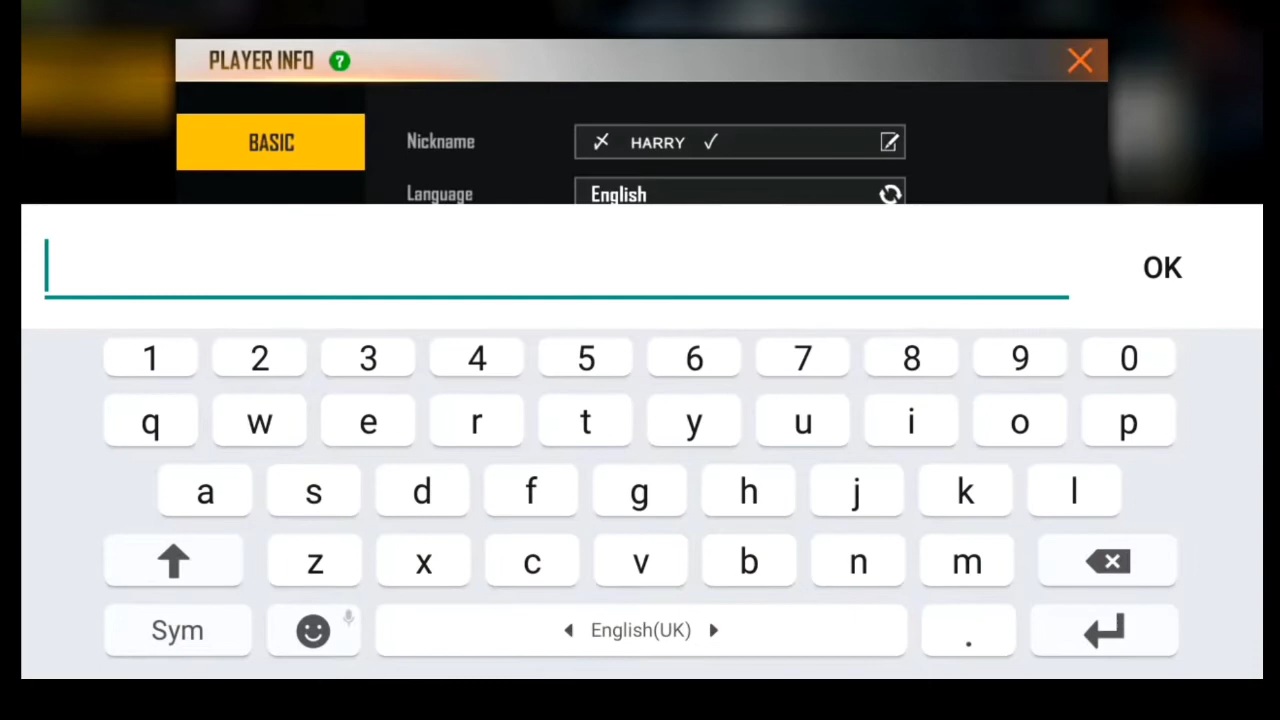 PLAYER INFO ?
BASIC
Nickname
HARRY ✓
Language
English
OK
1 2 3 4 5 6 7 8 9 0
q w e r t y u i o p
a s d f g h j k l
z x c v b n m
Sym
English(UK)
.